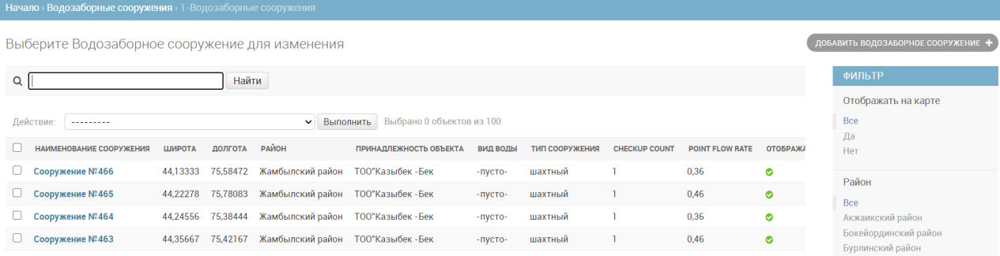 Начало › Водозаборные сооружения › 1-Водозаборные сооружения
Выберите Водозаборное сооружение для изменения
ДОБАВИТЬ ВОДОЗАБОРНОЕ СООРУЖЕНИЕ +
Найти
Действие: --------- Выполнить Выбрано 0 объектов из 100
НАИМЕНОВАНИЕ СООРУЖЕНИЯ ШИРОТА ДОЛГОТА РАЙОН ПРИНАДЛЕЖНОСТЬ ОБЪЕКТА ВИД ВОДЫ ТИП СООРУЖЕНИЯ CHECKUP COUNT POINT FLOW RATE ОТОБРАЖА
Сооружение №466 44,13333 75,58472 Жамбылский район ТОО"Казыбек -Бек -пусто- шахтный 1 0,36
Сооружение №465 44,22278 75,78083 Жамбылский район ТОО"Казыбек -Бек -пусто- шахтный 1 0,46
Сооружение №464 44,24556 75,38444 Жамбылский район ТОО"Казыбек -Бек -пусто- шахтный 1 0,36
Сооружение №463 44,35667 75,42167 Жамбылский район ТОО"Казыбек -Бек -пусто- шахтный 1 0,46
ФИЛЬТР
Отображать на карте
Все
Да
Нет
Район
Все
Акжаикский район
Бокейординский район
Бурлинский район